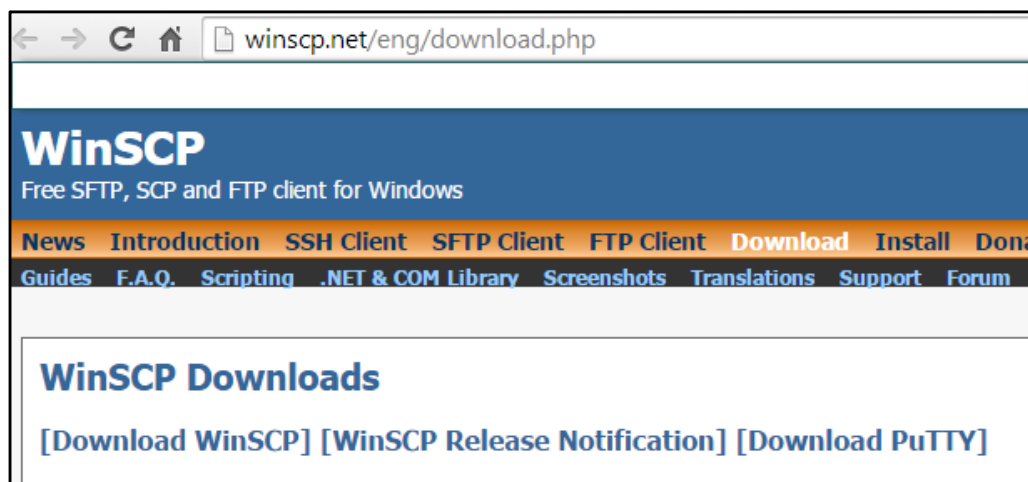 winscp.net/eng/download.php
WinSCP
Free SFTP, SCP and FTP client for Windows
News Introduction SSH Client SFTP Client FTP Client Download Install Dona
Guides F.A.Q. Scripting .NET & COM Library Screenshots Translations Support Forum
WinSCP Downloads
[Download WinSCP] [WinSCP Release Notification] [Download PuTTY]